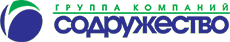 ГРУППА КОМПАНИЙ
СОДРУЖЕСТВО